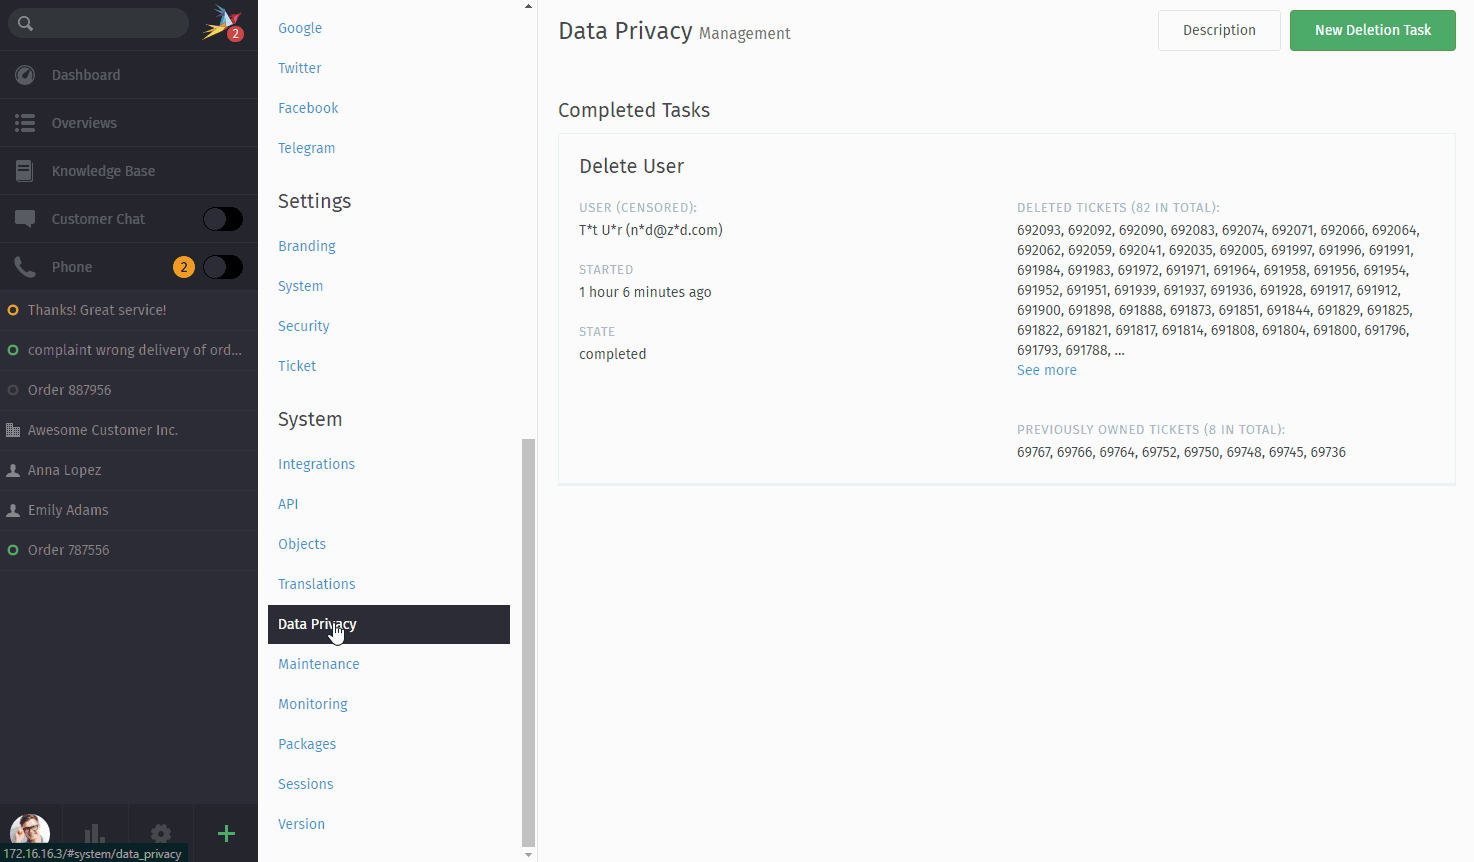 2
Dashboard
Overviews
Knowledge Base
Customer Chat
Phone
2
Thanks! Great service!
complaint wrong delivery of ord...
Order 887956
Awesome Customer Inc.
Anna Lopez
Emily Adams
Order 787556
172.16.16.3/#system/data_privacy
Google
Twitter
Facebook
Telegram
Settings
Branding
System
Security
Ticket
System
Integrations
API
Objects
Translations
Data Privacy
Maintenance
Monitoring
Packages
Sessions
Version
Data Privacy Management
Description
New Deletion Task
Completed Tasks
Delete User
USER (CENSORED):
T*t U*r (n*d@z*d.com)
STARTED
1 hour 6 minutes ago
STATE
completed
DELETED TICKETS (82 IN TOTAL):
692093, 692092, 692090, 692083, 692074, 692071, 692066, 692064,
692062, 692059, 692041, 692035, 692005, 691997, 691996, 691991,
691984, 691983, 691972, 691971, 691964, 691958, 691956, 691954,
691952, 691951, 691939, 691937, 691936, 691928, 691917, 691912,
691900, 691898, 691888, 691873, 691851, 691844, 691829, 691825,
691822, 691821, 691817, 691814, 691808, 691804, 691800, 691796,
691793, 691788, ...
See more
PREVIOUSLY OWNED TICKETS (8 IN TOTAL):
69767, 69766, 69764, 69752, 69750, 69748, 69745, 69736